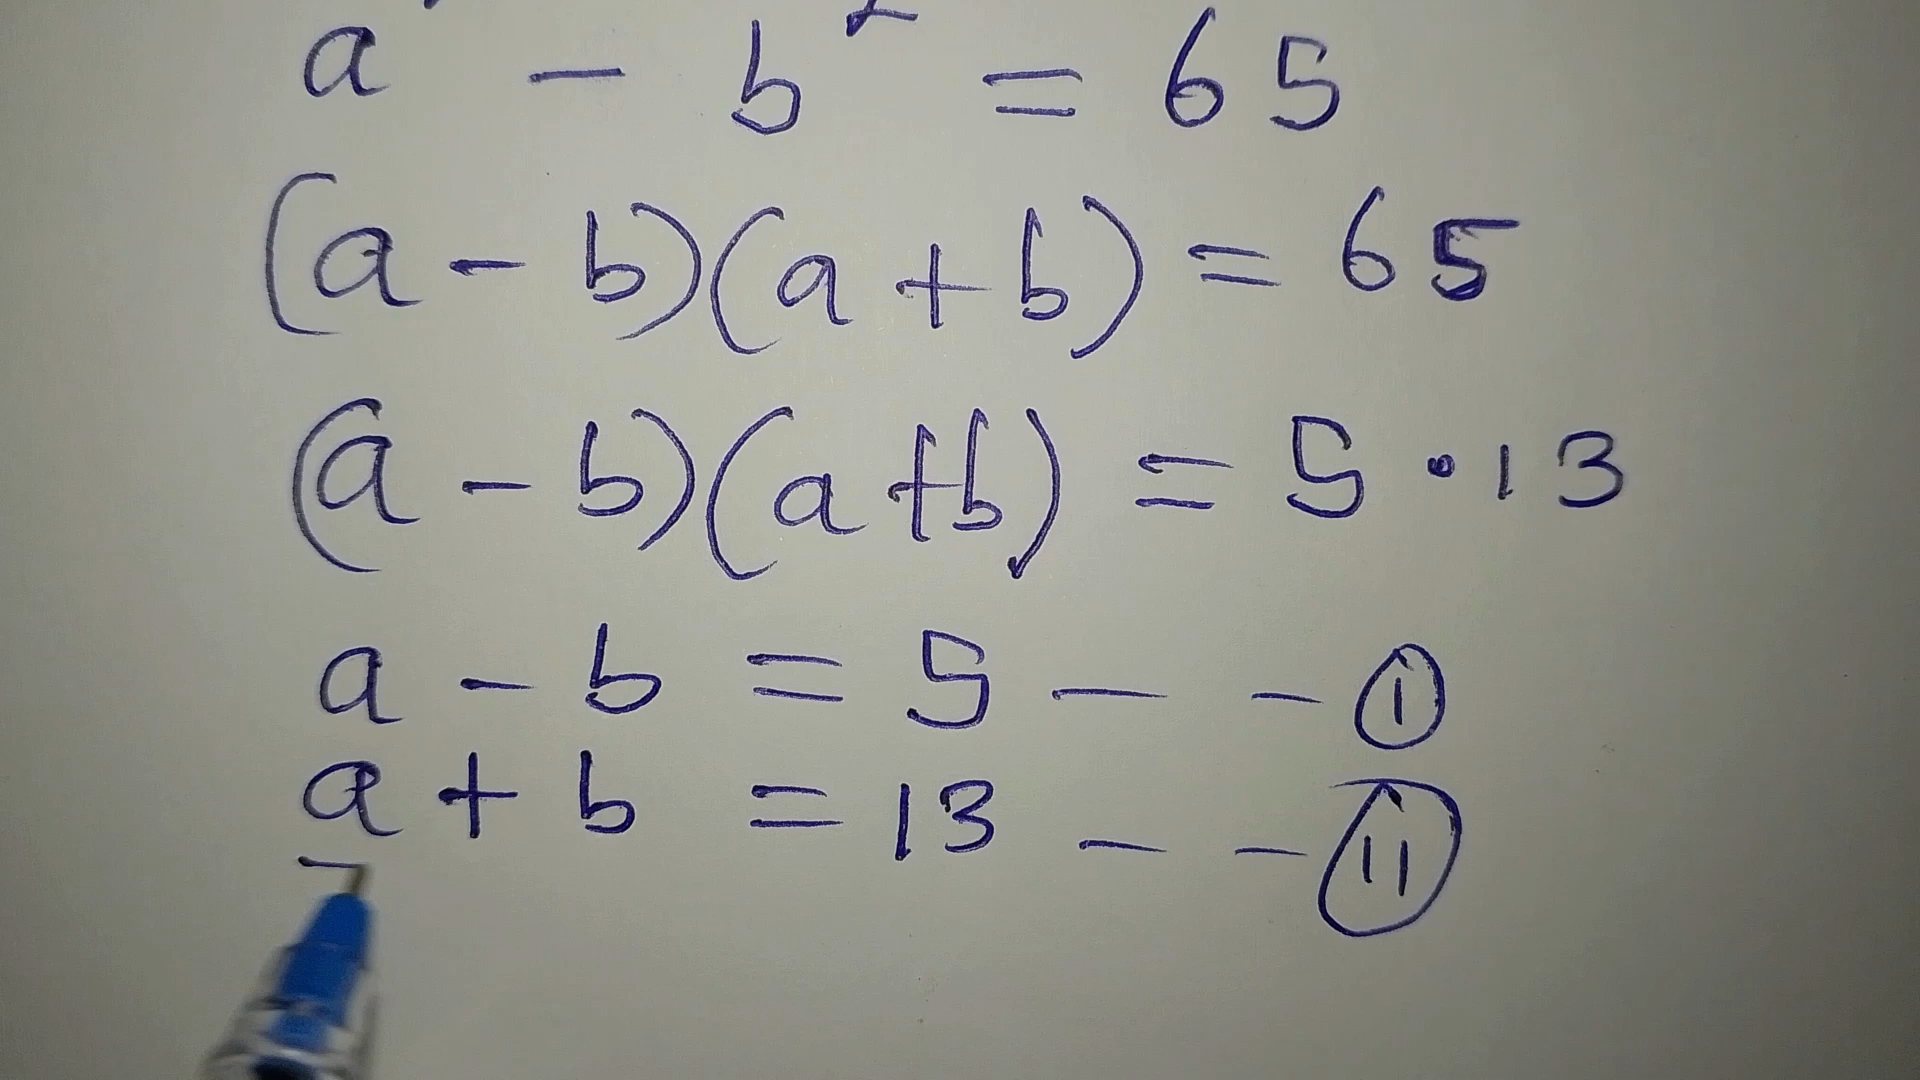 a² - b² = 65
(a - b)(a + b) = 65
(a - b)(a + b) = 5 • 13
a - b = 5 - - - ①
a + b = 13 - - - ⑪